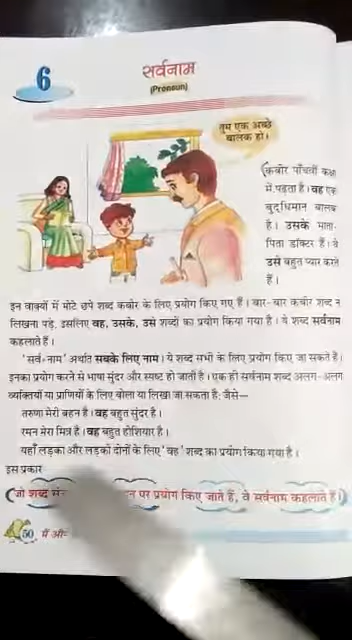 6
सर्वनाम
(Pronoun)
तुम एक अच्छे
बालक हो।
(कबीर पाँचवीं कक्षा
में पढ़ता है। वह एक
बुद्धिमान बालक
है। उसके माता-
पिता डॉक्टर हैं। वे
उसे बहुत प्यार करते
हैं।
इन वाक्यों में मोटे छपे शब्द कबीर के लिए प्रयोग किए गए हैं। बार-बार कबीर शब्द न
लिखना पड़े, इसलिए वह, उसके, उसे शब्दों का प्रयोग किया गया है। ये शब्द सर्वनाम
कहलाते हैं।
'सर्व+नाम' अर्थात सबके लिए नाम। ये शब्द सभी के लिए प्रयोग किए जा सकते हैं।
इनका प्रयोग करने से भाषा सुंदर और स्पष्ट हो जाती है। एक ही सर्वनाम शब्द अलग-अलग
व्यक्तियों या प्राणियों के लिए बोला या लिखा जा सकता है; जैसे—
तरुणा मेरी बहन है। वह बहुत सुंदर है।
रमन मेरा मित्र है। वह बहुत होशियार है।
यहाँ लड़का और लड़की दोनों के लिए 'वह' शब्द का प्रयोग किया गया है।
इस प्रकार
(जो शब्द पर प्रयोग किए जाते हैं, वे सर्वनाम कहलाते हैं।)
50